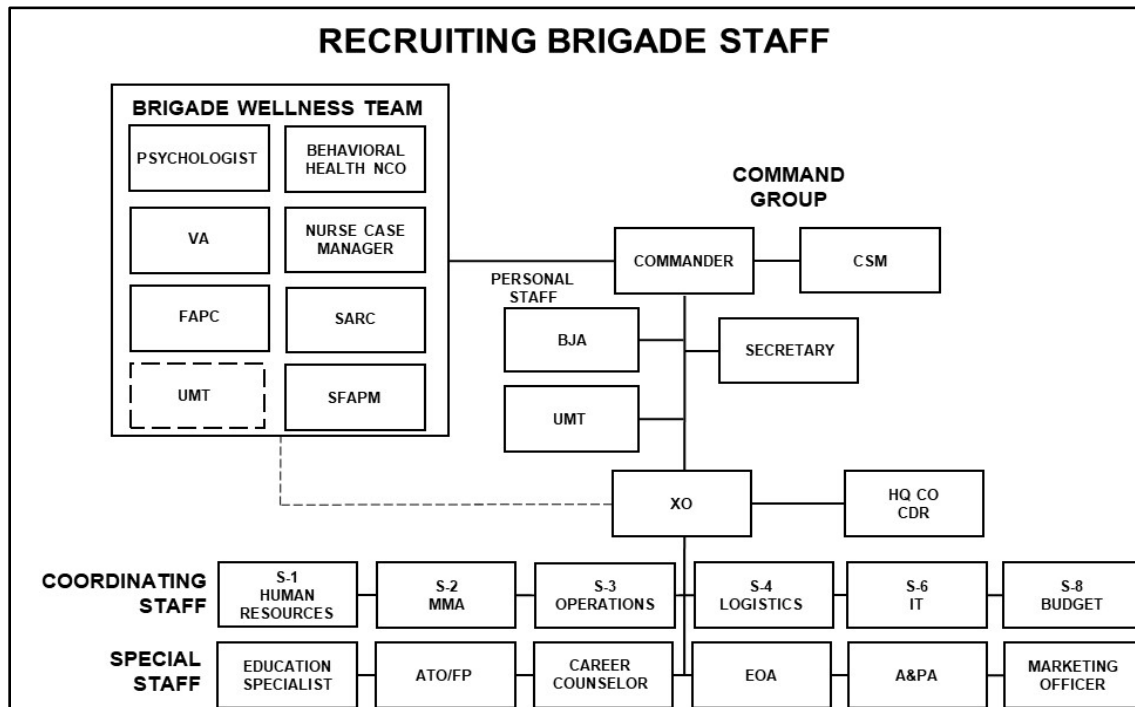 RECRUITING BRIGADE STAFF
BRIGADE WELLNESS TEAM
PSYCHOLOGIST
BEHAVIORAL
HEALTH NCO
VA
NURSE CASE
MANAGER
FAPC
SARC
UMT
SFAPM
COMMAND
GROUP
COMMANDER
CSM
PERSONAL
STAFF
BJA
SECRETARY
UMT
XO
HQ CO
CDR
COORDINATING
STAFF
S-1
HUMAN
RESOURCES
S-2
MMA
S-3
OPERATIONS
S-4
LOGISTICS
S-6
IT
S-8
BUDGET
SPECIAL
STAFF
EDUCATION
SPECIALIST
ATO/FP
CAREER
COUNSELOR
EOA
A&PA
MARKETING
OFFICER